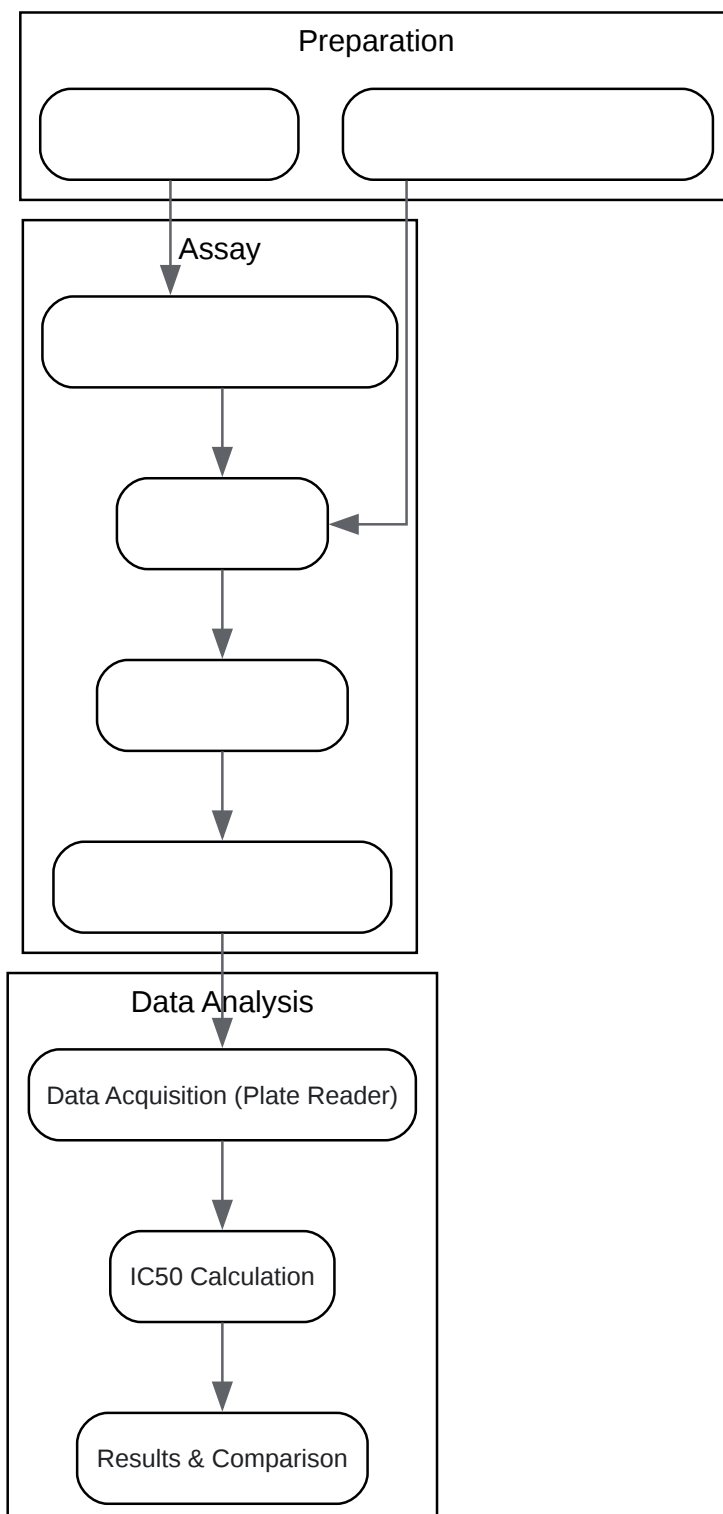 Preparation
Assay
Data Analysis
Data Acquisition (Plate Reader)
IC50 Calculation
Results & Comparison